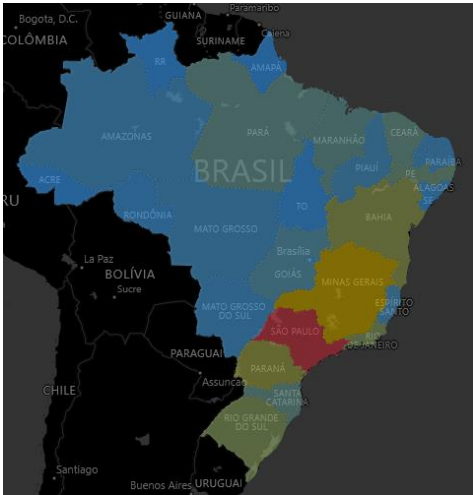 Paramaribo
Bogota, D.C.
GUIANA
Caiena
COLÔMBIA
SURINAME
RR
AMAPÁ
AMAZONAS
PARÁ
MARANHÃO
CEARÁ
BRASIL
PIAUÍ
PARAIBA
PE
ACRE
ALAGOAS
TO
SE
RU
RONDÔNIA
BAHIA
MATO GROSSO
Brasília
La Paz
GOIÁS
BOLÍVIA
MINAS GERAIS
Sucre
MATO GROSSO
DO SUL
ESPÍRITO
SANTO
SÃO PAULO
RIO
DE JANEIRO
PARAGUAI
PARANÁ
Assunção
CHILE
SANTA
CATARINA
RIO GRANDE
DO SUL
Santiago
Buenos Aires
URUGUAI